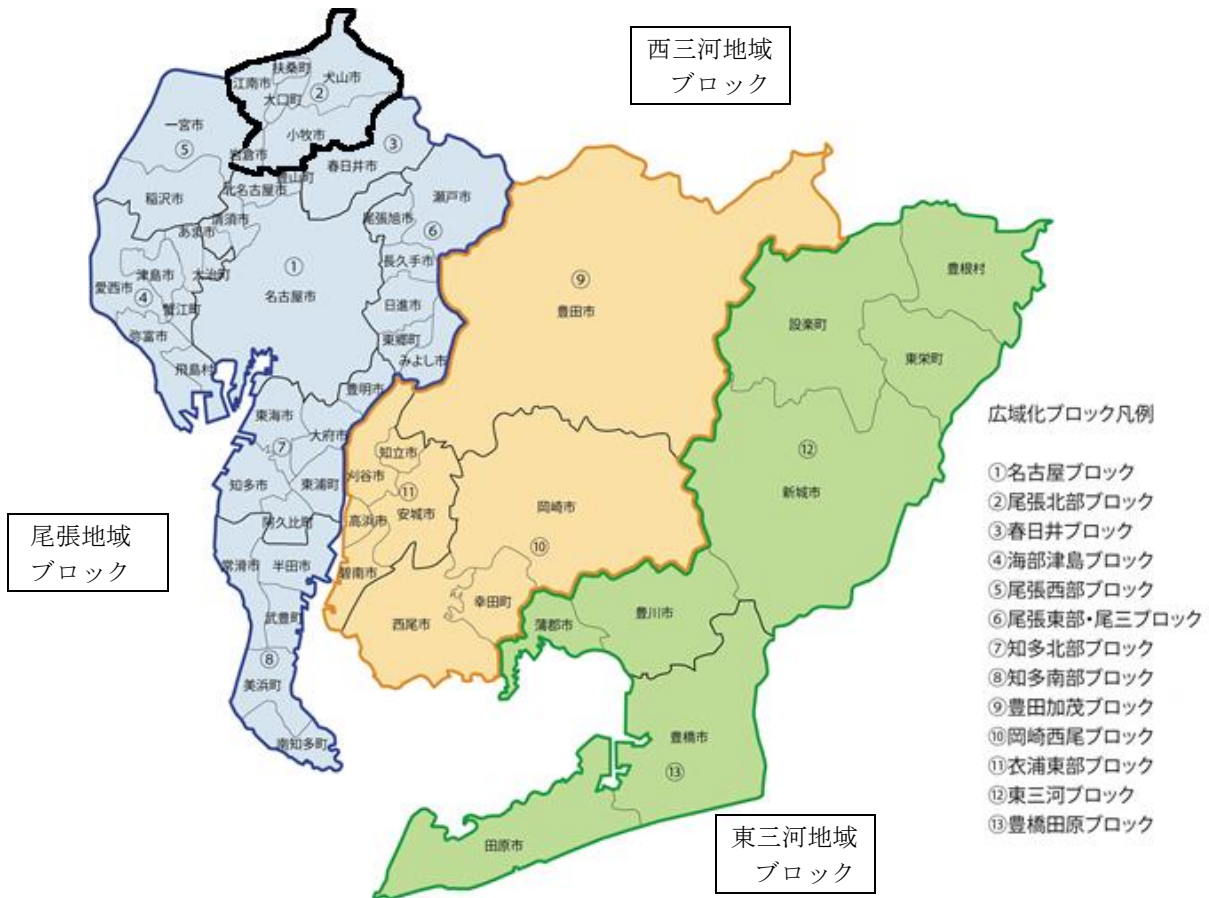 西三河地域
ブロック
扶桑町
江南市
犬山市
大口町
②
一宮市
⑤
小牧市
③
岩倉市
春日井市
豊山町
北名古屋市
瀬戸市
稲沢市
清須市
尾張旭市
⑥
あま市
長久手市
①
津島市
大治町
愛西市
④
名古屋市
蟹江町
日進市
弥富市
東郷町
飛島村
みよし市
豊明市
⑨
豊田市
豊根村
設楽町
東栄町
東海市
大府市
⑦
知立市
刈谷市
⑫
知多市
東浦町
⑪
新城市
安城市
岡崎市
高浜市
阿久比町
⑩
常滑市
半田市
碧南市
幸田町
武豊町
西尾市
蒲郡市
豊川市
⑧
美浜町
南知多町
豊橋市
⑬
田原市
尾張地域
ブロック
東三河地域
ブロック
広域化ブロック凡例
①名古屋ブロック
②尾張北部ブロック
③春日井ブロック
④海部津島ブロック
⑤尾張西部ブロック
⑥尾張東部・尾三ブロック
⑦知多北部ブロック
⑧知多南部ブロック
⑨豊田加茂ブロック
⑩岡崎西尾ブロック
⑪衣浦東部ブロック
⑫東三河ブロック
⑬豊橋田原ブロック